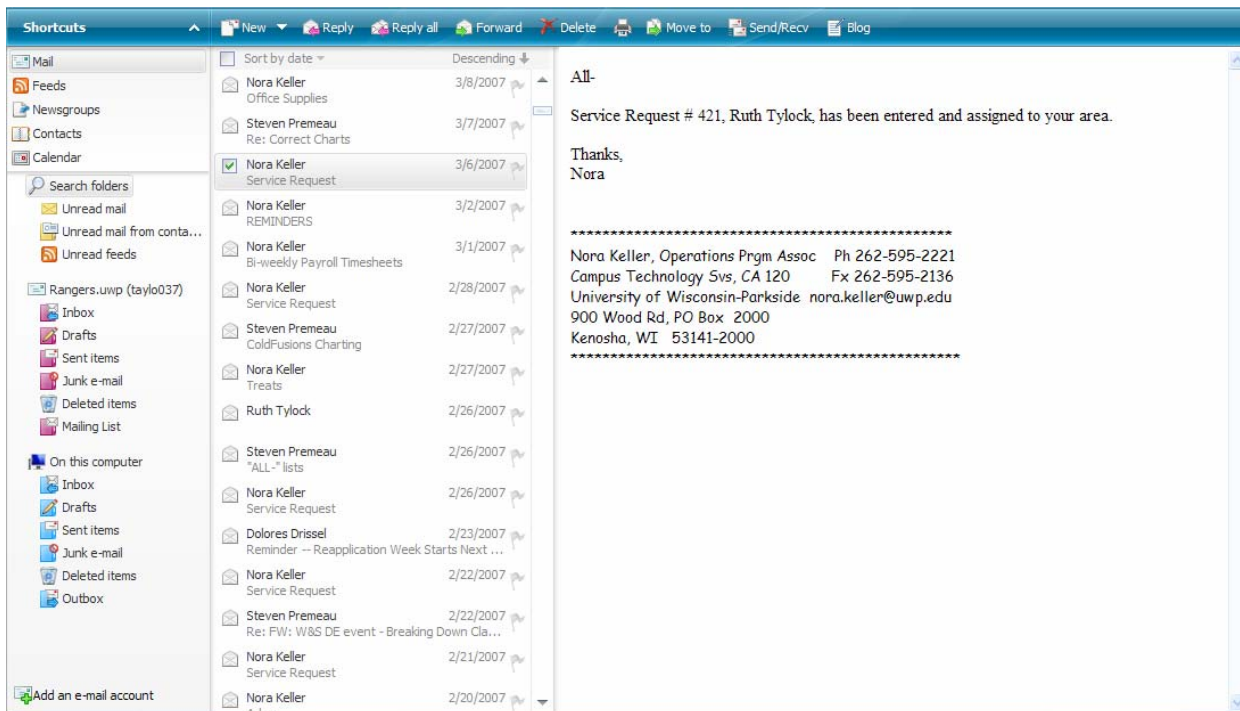 Shortcuts
New Reply Reply all Forward Delete Move to Send/Recv Blog
Mail
Feeds
Newsgroups
Contacts
Calendar
Search folders
Unread mail
Unread mail from conta...
Unread feeds
Rangers.uwp (taylo037)
Inbox
Drafts
Sent items
Junk e-mail
Deleted items
Mailing List
On this computer
Inbox
Drafts
Sent items
Junk e-mail
Deleted items
Outbox
Add an e-mail account
Sort by date Descending
Nora Keller 3/8/2007
Office Supplies
Steven Premeau 3/7/2007
Re: Correct Charts
Nora Keller 3/6/2007
Service Request
Nora Keller 3/2/2007
REMINDERS
Nora Keller 3/1/2007
Bi-weekly Payroll Timesheets
Nora Keller 2/28/2007
Service Request
Steven Premeau 2/27/2007
ColdFusions Charting
Nora Keller 2/27/2007
Treats
Ruth Tylock 2/26/2007
Steven Premeau 2/26/2007
"ALL-" lists
Nora Keller 2/26/2007
Service Request
Dolores Drissel 2/23/2007
Reminder -- Reapplication Week Starts Next ...
Nora Keller 2/22/2007
Service Request
Steven Premeau 2/22/2007
Re: FW: W&S DE event - Breaking Down Cla...
Nora Keller 2/21/2007
Service Request
Nora Keller 2/20/2007
All-
Service Request # 421, Ruth Tylock, has been entered and assigned to your area.
Thanks,
Nora
************************************************
Nora Keller, Operations Prgm Assoc Ph 262-595-2221
Campus Technology Svs, CA 120 Fx 262-595-2136
University of Wisconsin-Parkside nora.keller@uwp.edu
900 Wood Rd, PO Box 2000
Kenosha, WI 53141-2000
*************************************************